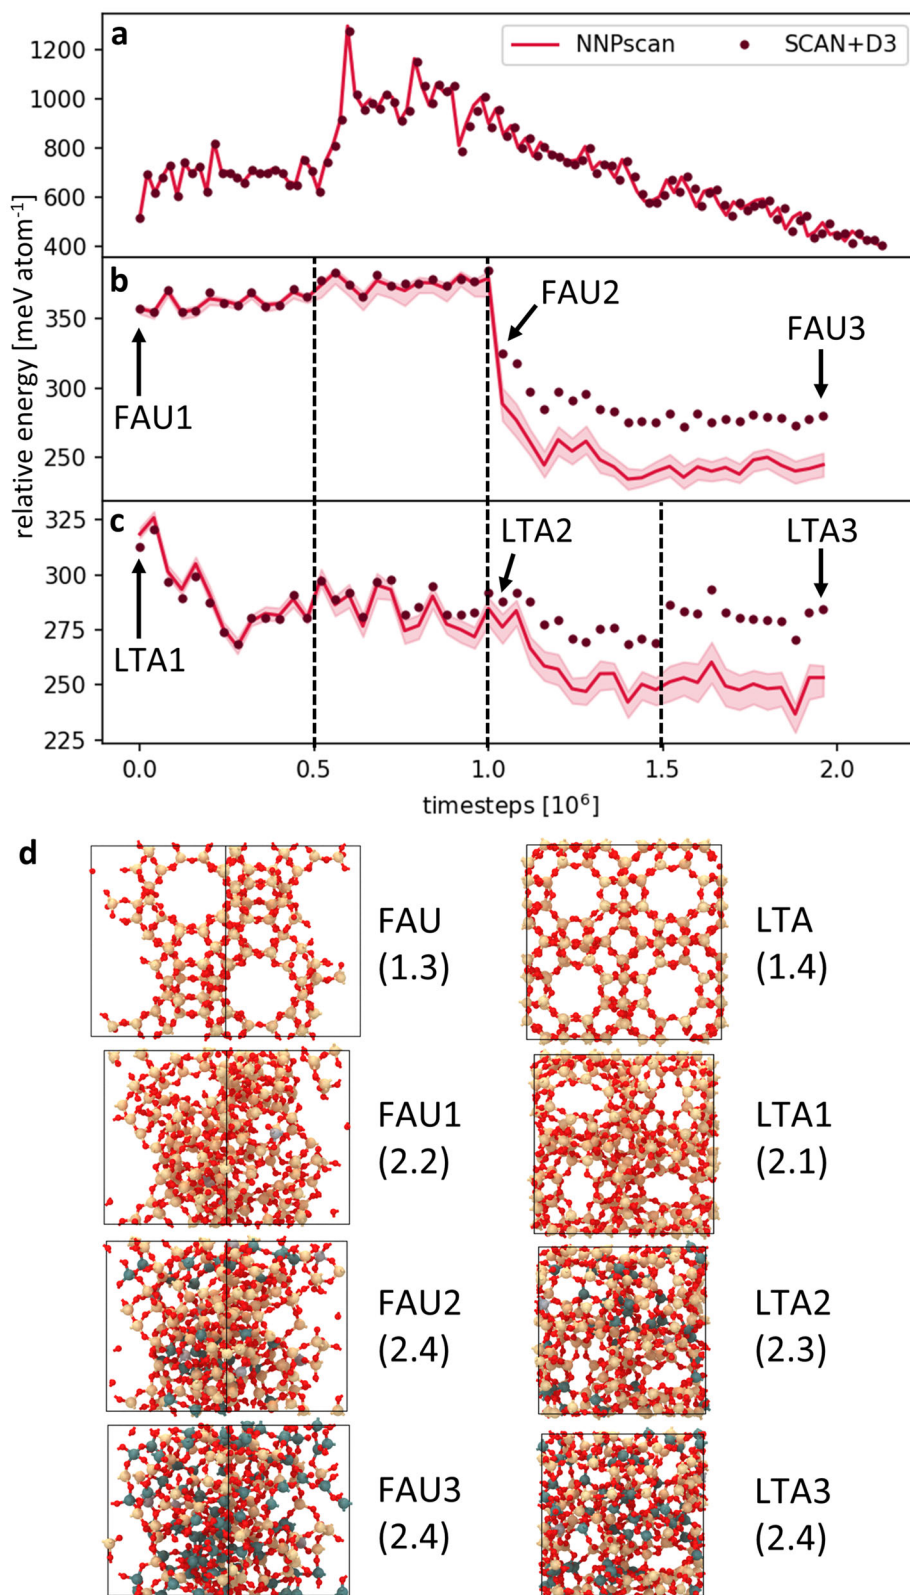 a
NNPscan
SCAN+D3
1200
1000
800
600
400
relative energy [meV atom⁻¹]
b
350
300
250
FAU1
FAU2
FAU3
c
325
300
275
250
225
LTA1
LTA2
LTA3
0.0 0.5 1.0 1.5 2.0
timesteps [10⁶]
d
FAU
(1.3)
LTA
(1.4)
FAU1
(2.2)
LTA1
(2.1)
FAU2
(2.4)
LTA2
(2.3)
FAU3
(2.4)
LTA3
(2.4)